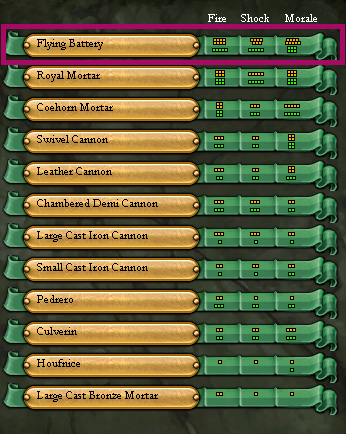 Fire Shock Morale
Flying Battery
Royal Mortar
Coehorn Mortar
Swivel Cannon
Leather Cannon
Chambered Demi Cannon
Large Cast Iron Cannon
Small Cast Iron Cannon
Pedrero
Culverin
Houfnice
Large Cast Bronze Mortar